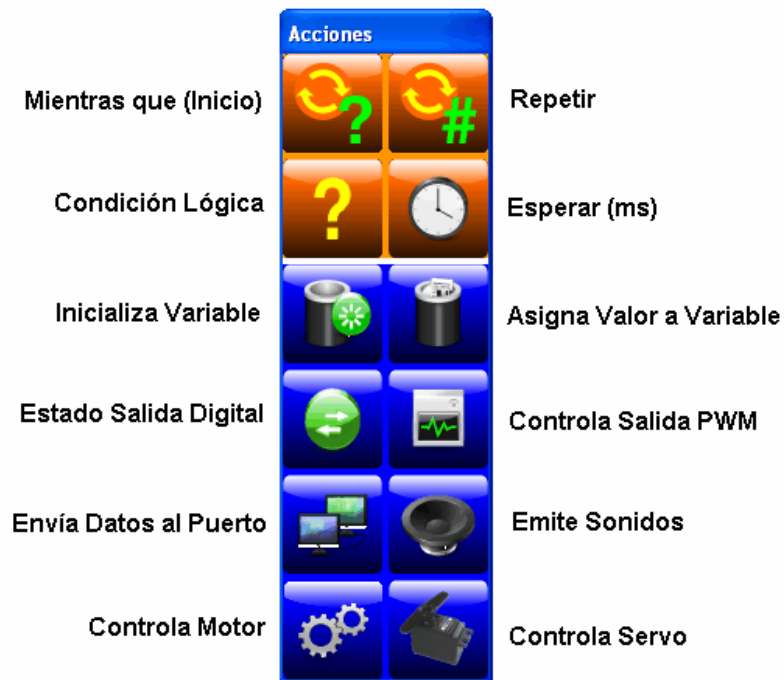 Acciones
Mientras que (Inicio)
Repetir
Condición Lógica
Esperar (ms)
Inicializa Variable
Asigna Valor a Variable
Estado Salida Digital
Controla Salida PWM
Envía Datos al Puerto
Emite Sonidos
Controla Motor
Controla Servo